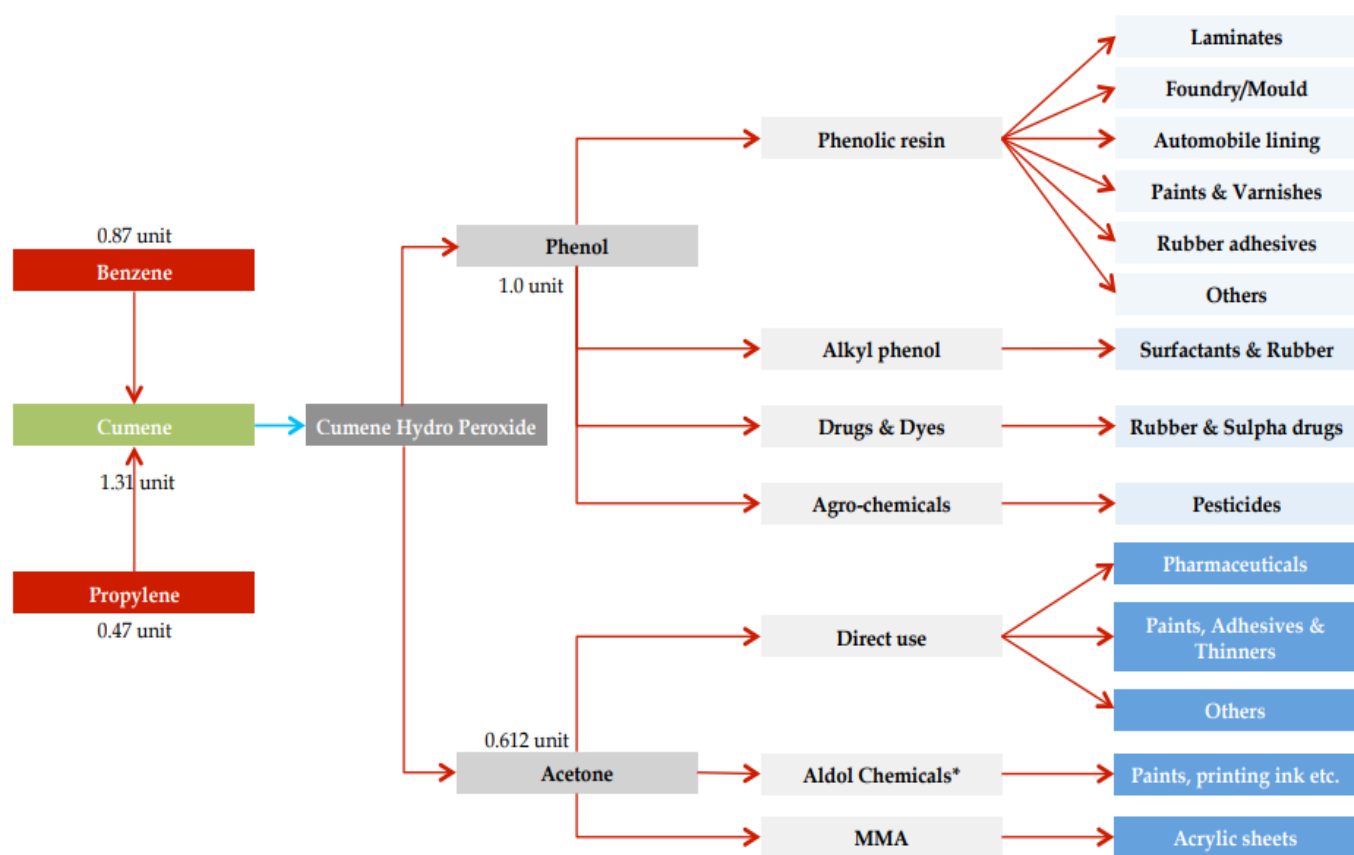 Laminates
Foundry/Mould
Phenolic resin
Automobile lining
Paints & Varnishes
0.87 unit
Benzene
Phenol
Rubber adhesives
1.0 unit
Others
Alkyl phenol
Surfactants & Rubber
Cumene
Cumene Hydro Peroxide
Drugs & Dyes
Rubber & Sulpha drugs
1.31 unit
Agro-chemicals
Pesticides
Propylene
0.47 unit
Pharmaceuticals
Direct use
Paints, Adhesives &
Thinners
Others
0.612 unit
Acetone
Aldol Chemicals*
Paints, printing ink etc.
MMA
Acrylic sheets